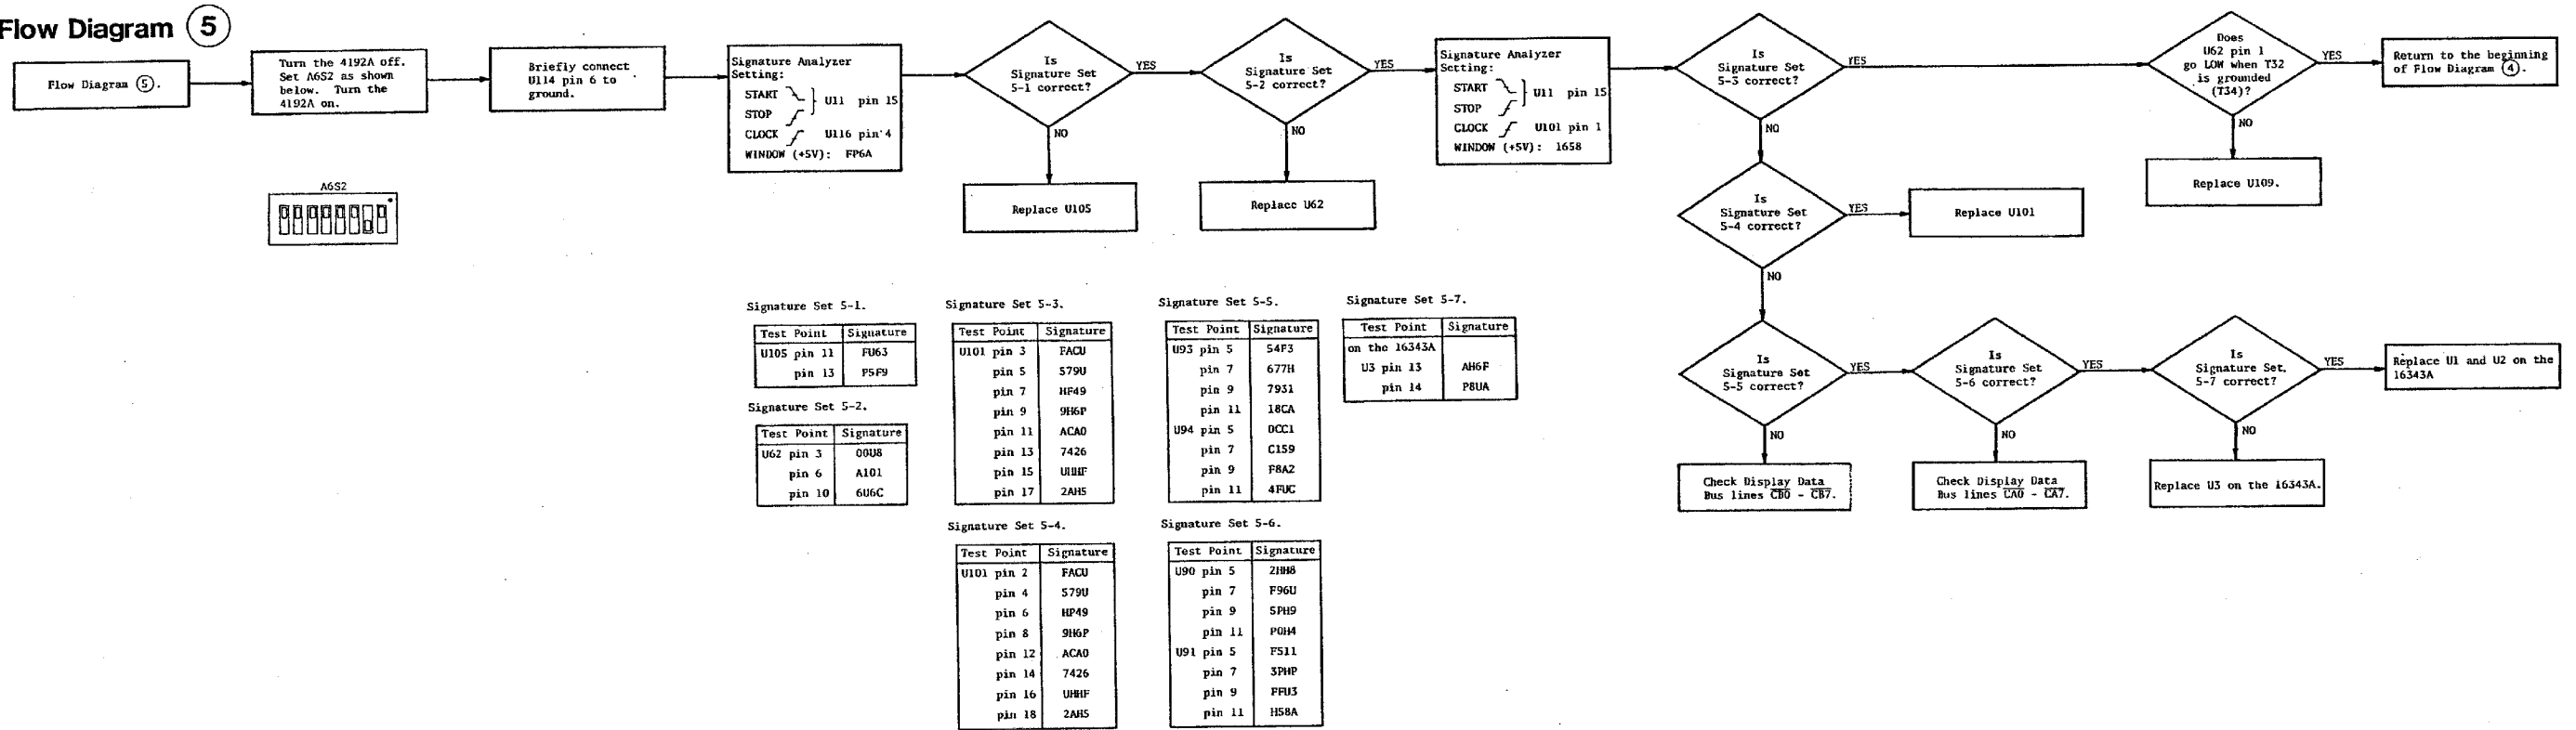 Flow Diagram 5
Flow Diagram 5.
Turn the 4192A off.
Set A6S2 as shown
below. Turn the
4192A on.
A6S2
Briefly connect
U114 pin 6 to
ground.
Signature Analyzer
Setting:
START
U11 pin 15
STOP
CLOCK U116 pin 4
WINDOW (+5V): FP6A
Is
Signature Set
5-1 correct?
YES
NO
Replace U105
Is
Signature Set
5-2 correct?
YES
NO
Replace U62
Signature Analyzer
Setting:
START
U11 pin 15
STOP
CLOCK U101 pin 1
WINDOW (+5V): 1658
Is
Signature Set
5-3 correct?
YES
NO
Does
U62 pin 1
go LOW when T32
is grounded
(T34)?
YES
NO
Return to the beginning
of Flow Diagram 4.
Replace U109.
Is
Signature Set
5-4 correct?
YES
NO
Replace U101
Is
Signature Set
5-5 correct?
YES
NO
Check Display Data
Bus lines CB0 - CB7.
Is
Signature Set
5-6 correct?
YES
NO
Check Display Data
Bus lines CA0 - CA7.
Is
Signature Set.
5-7 correct?
YES
NO
Replace U3 on the 16343A.
Replace U1 and U2 on the
16343A
Signature Set 5-1.
Test Point Signature
U105 pin 11 FU63
pin 13 P5F9
Signature Set 5-2.
Test Point Signature
U62 pin 3 00U8
pin 6 A101
pin 10 6U6C
Signature Set 5-3.
Test Point Signature
U101 pin 3 FACU
pin 5 579U
pin 7 HF49
pin 9 9H6P
pin 11 ACA0
pin 13 7426
pin 15 UHHF
pin 17 2AH5
Signature Set 5-4.
Test Point Signature
U101 pin 2 FACU
pin 4 579U
pin 6 HP49
pin 8 9H6P
pin 12 ACA0
pin 14 7426
pin 16 UHHF
pin 18 2AH5
Signature Set 5-5.
Test Point Signature
U93 pin 5 54P3
pin 7 677H
pin 9 7931
pin 11 18CA
U94 pin 5 0CC1
pin 7 C159
pin 9 F8A2
pin 11 4FUC
Signature Set 5-6.
Test Point Signature
U90 pin 5 2HH8
pin 7 F96U
pin 9 5PH9
pin 11 P0H4
U91 pin 5 F511
pin 7 3PHP
pin 9 FFU3
pin 11 H58A
Signature Set 5-7.
Test Point Signature
on the 16343A
U3 pin 13 AH6F
pin 14 P8UA